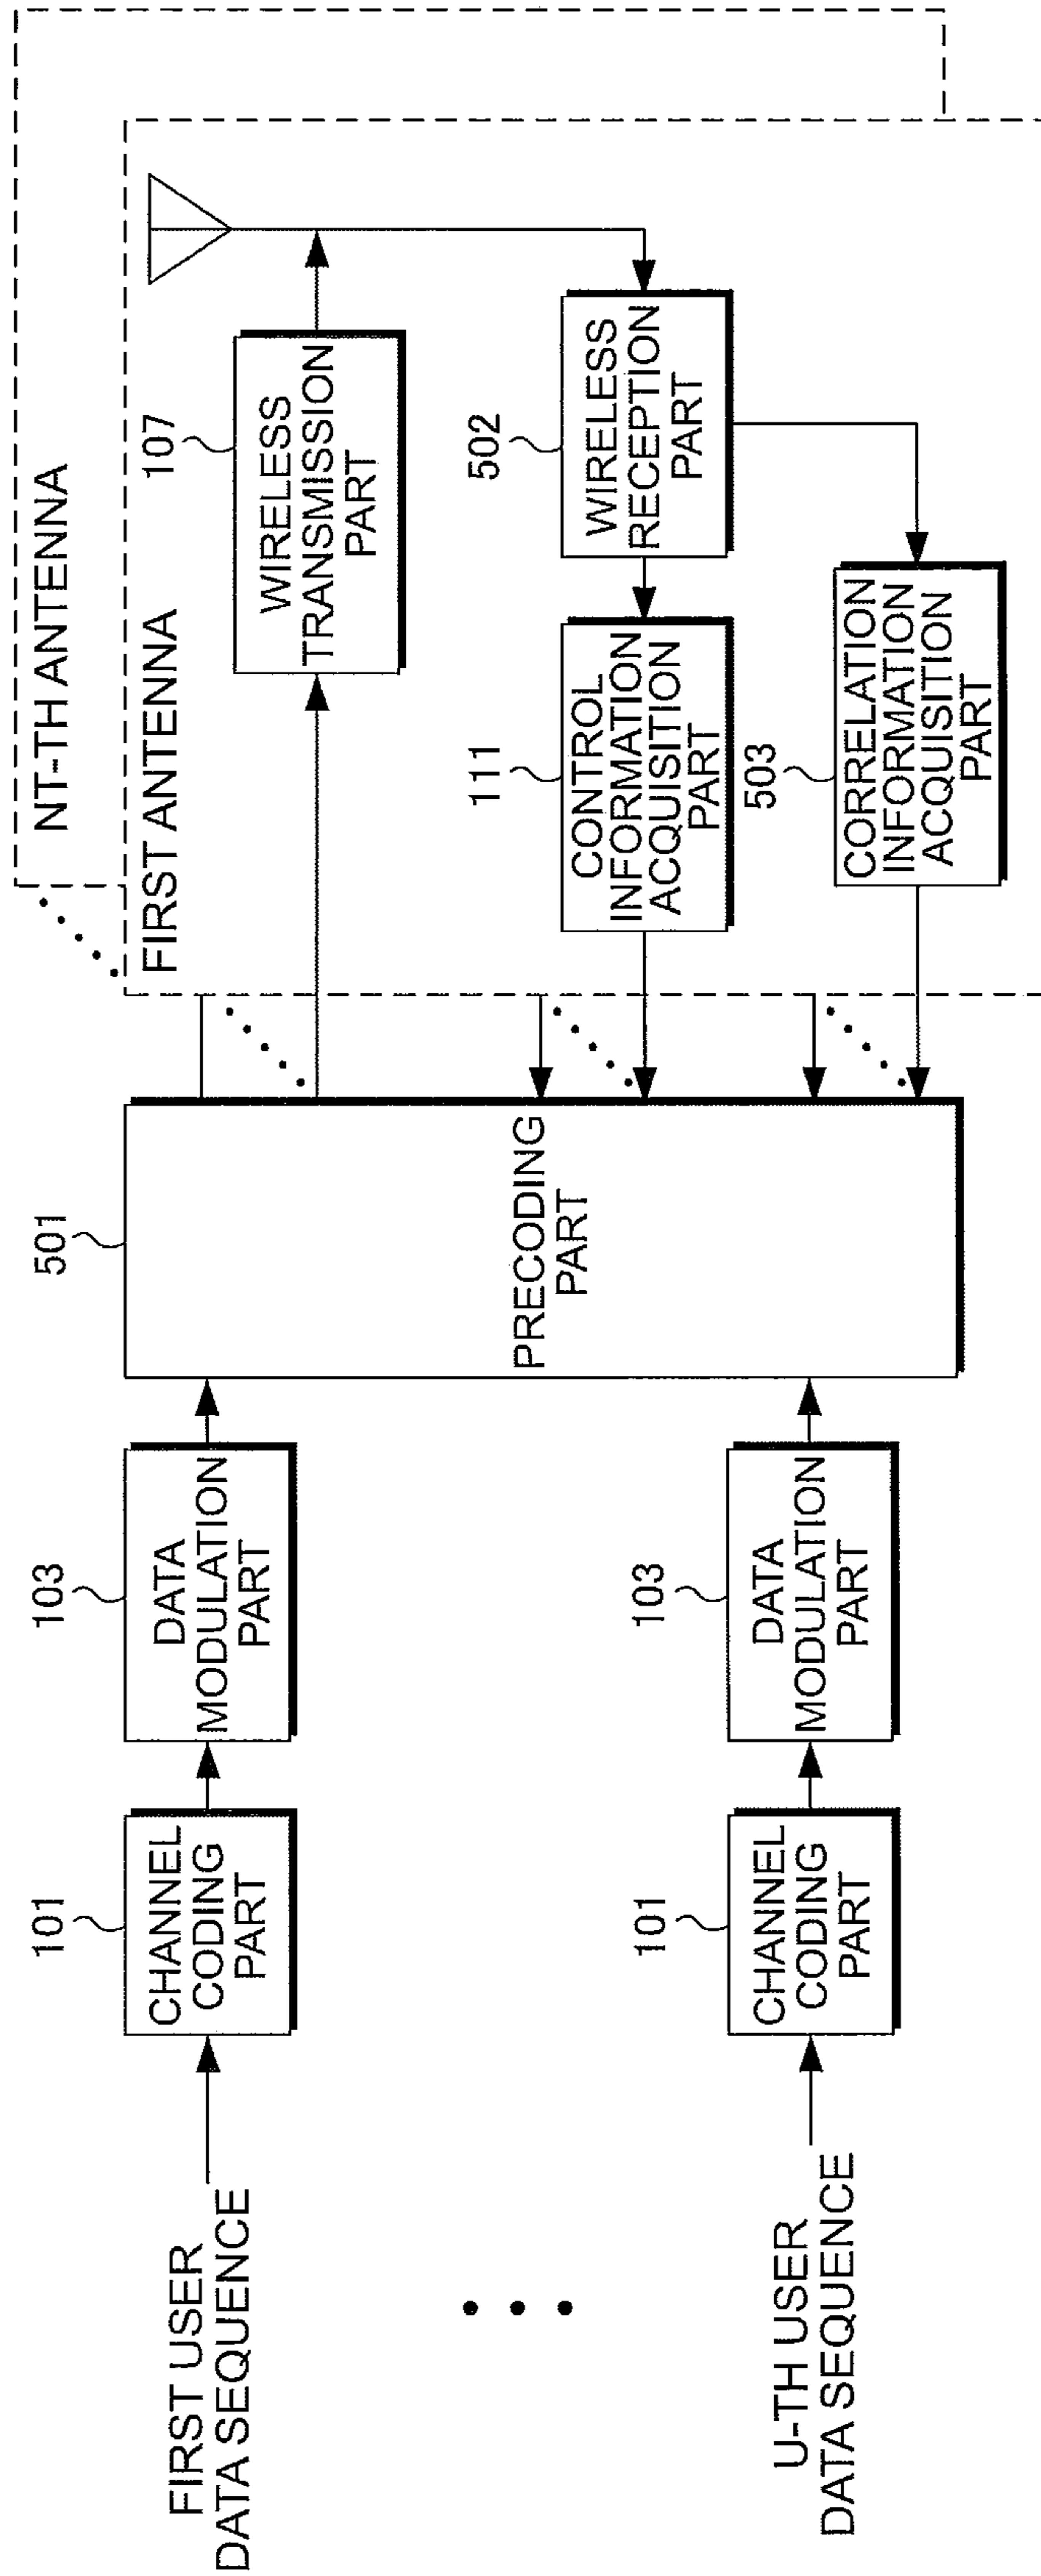 FIRST USER
DATA SEQUENCE
101
CHANNEL
CODING
PART
103
DATA
MODULATION
PART
U-TH USER
DATA SEQUENCE
101
CHANNEL
CODING
PART
103
DATA
MODULATION
PART
501
PRECODING
PART
NT-TH ANTENNA
FIRST ANTENNA
107
WIRELESS
TRANSMISSION
PART
502
WIRELESS
RECEPTION
PART
111
CONTROL
INFORMATION
ACQUISITION
PART
503
CORRELATION
INFORMATION
ACQUISITION
PART